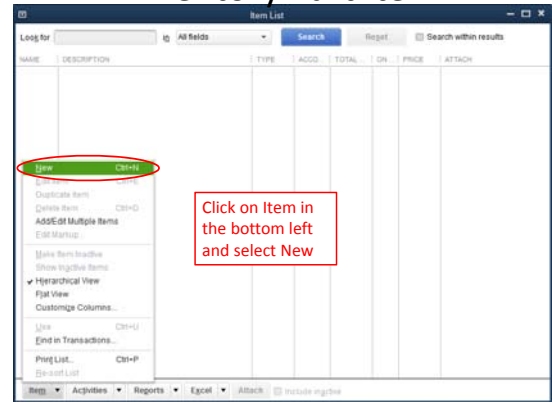 Item List
Look for in All fields Search Reset Search within results
NAME DESCRIPTION TYPE ACCO... TOTAL... ON... PRICE ATTACH
New Ctrl+N
Edit Item Ctrl+E
Duplicate Item
Delete Item Ctrl+D
Add/Edit Multiple Items
Edit Markup...
Make Item Inactive
Show Inactive Items
Hierarchical View
Flat View
Customize Columns...
Use Ctrl+U
Find in Transactions...
Print List... Ctrl+P
Re-sort List
Click on Item in
the bottom left
and select New
Item Activities Reports Excel Attach Include inactive